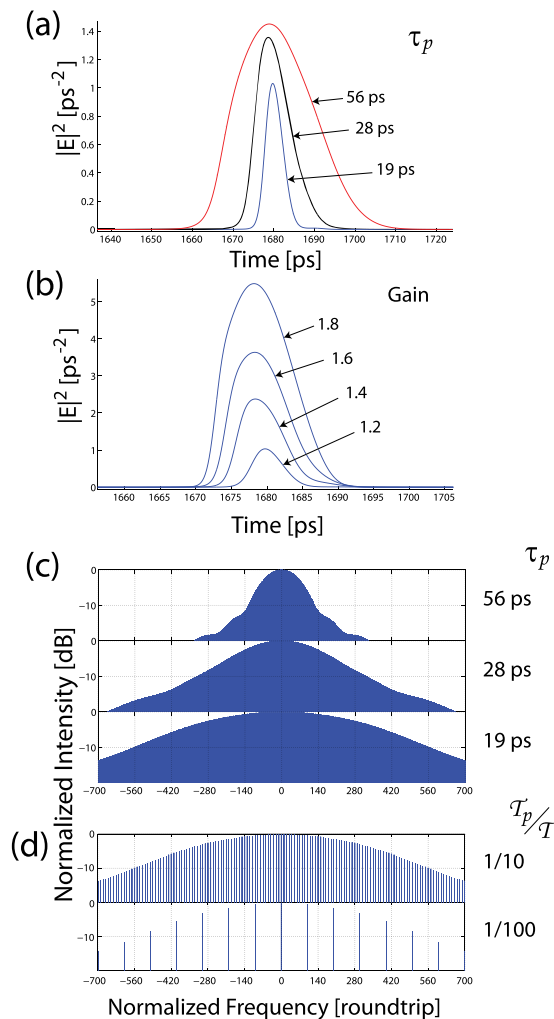 (a)
τp
|E|² [ps⁻²]
1.4
1.2
1
0.8
0.6
0.4
0.2
0
56 ps
28 ps
19 ps
1640 1650 1660 1670 1680 1690 1700 1710 1720
Time [ps]
(b)
Gain
|E|² [ps⁻²]
5
4
3
2
1
0
1.8
1.6
1.4
1.2
1660 1665 1670 1675 1680 1685 1690 1695 1700 1705
Time [ps]
(c)
τp
Normalized Intensity [dB]
0
−10
56 ps
0
−10
28 ps
0
−10
19 ps
−700 −560 −420 −280 −140 0 140 280 420 560 700
Tp/T
(d)
0
−10
1/10
0
−10
1/100
−700 −560 −420 −280 −140 0 140 280 420 560 700
Normalized Frequency [roundtrip]